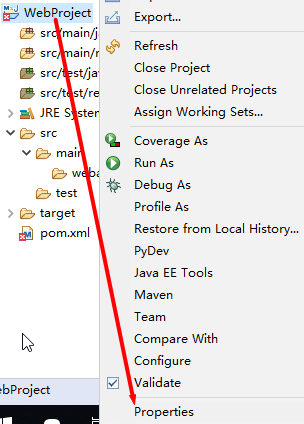 WebProject
src/main/j
src/main/r
src/test/ja
src/test/re
JRE System
src
main
weba
test
target
pom.xml
ebProject
Export...
Refresh
Close Project
Close Unrelated Projects
Assign Working Sets...
Coverage As
Run As
Debug As
Profile As
Restore from Local History...
PyDev
Java EE Tools
Maven
Team
Compare With
Configure
Validate
Properties